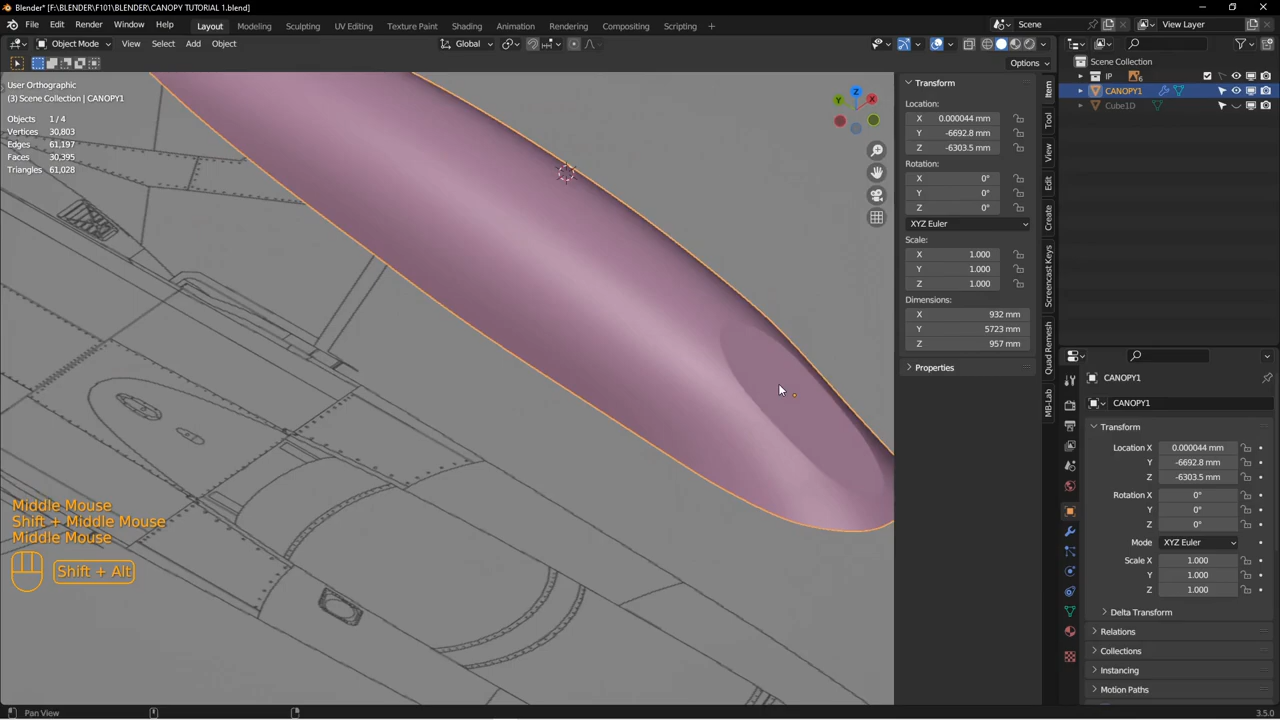 Blender* [F:\BLENDER\F101\BLENDER\CANOPY TUTORIAL 1.blend]
File Edit Render Window Help Layout Modeling Sculpting UV Editing Texture Paint Shading Animation Rendering Compositing Scripting + Scene View Layer
Object Mode View Select Add Object Global
Options
User Orthographic
(3) Scene Collection | CANOPY1
Objects 1 / 4
Vertices 30,803
Edges 61,197
Faces 30,395
Triangles 61,028
Z
Y
X
Transform
Location:
X 0.000044 mm
Y -6692.8 mm
Z -6303.5 mm
Rotation:
X 0°
Y 0°
Z 0°
XYZ Euler
Scale:
X 1.000
Y 1.000
Z 1.000
Dimensions:
X 932 mm
Y 5723 mm
Z 957 mm
Properties
Item
Tool
View
Edit
Create
Screencast Keys
Quad Remesh
MB-Lab
Scene Collection
IP 6
CANOPY1
Cube1D
CANOPY1
CANOPY1
Transform
Location X 0.000044 mm
Y -6692.8 mm
Z -6303.5 mm
Rotation X 0°
Y 0°
Z 0°
Mode XYZ Euler
Scale X 1.000
Y 1.000
Z 1.000
Delta Transform
Relations
Collections
Instancing
Motion Paths
Middle Mouse
Shift + Middle Mouse
Middle Mouse
Shift + Alt
Pan View
3.5.0